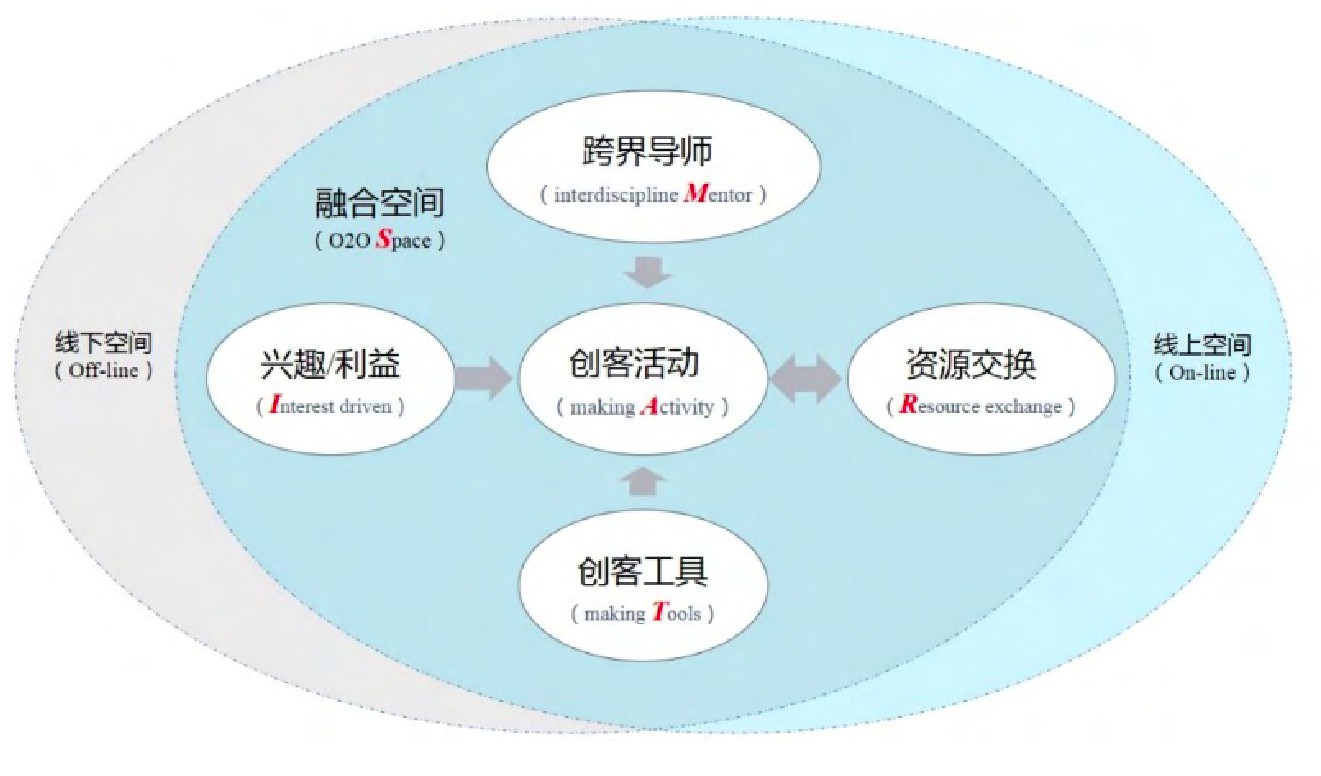 跨界导师
( interdiscipline Mentor )
融合空间
( O2O Space )
线下空间
( Off-line )
兴趣/利益
( Interest driven )
创客活动
( making Activity )
资源交换
( Resource exchange )
线上空间
( On-line )
创客工具
( making Tools )